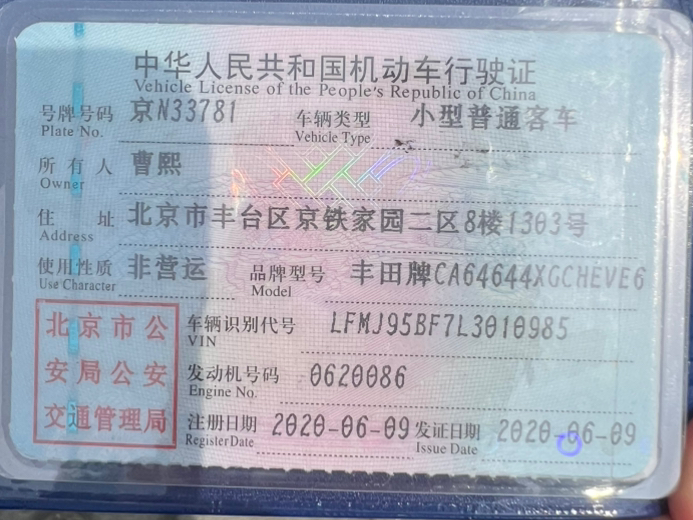 中华人民共和国机动车行驶证
Vehicle License of the People's Republic of China
号牌号码 京N33781 车辆类型 小型普通客车
Plate No. Vehicle Type
所有人 曹熙
Owner
住址 北京市丰台区京铁家园二区8楼1303号
Address
使用性质 非营运 品牌型号 丰田牌CA64644XGCHEVE6
Use Character Model
北京市公安局公安交通管理局
车辆识别代号 LFMJ95BF7L3010985
VIN
发动机号码 0620086
Engine No.
注册日期 2020-06-09 发证日期 2020-06-09
Register Date Issue Date